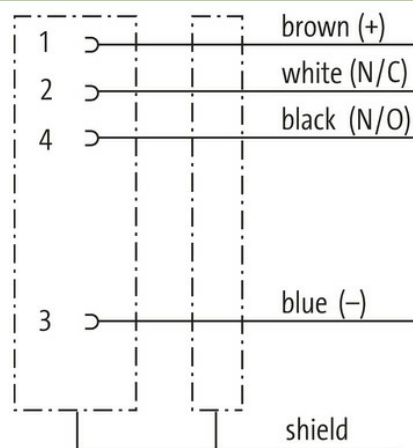 1 brown (+)
2 white (N/C)
4 black (N/O)
3 blue (–)
shield